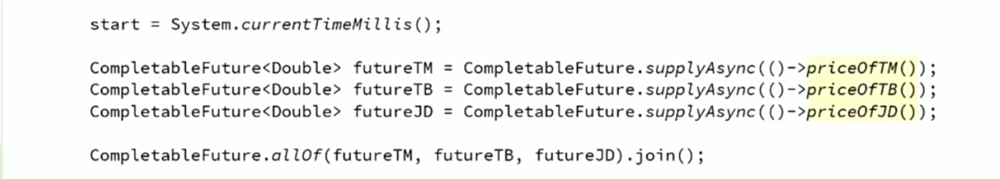 start = System.currentTimeMillis();
CompletableFuture<Double> futureTM = CompletableFuture.supplyAsync(()->priceOfTM());
CompletableFuture<Double> futureTB = CompletableFuture.supplyAsync(()->priceOfTB());
CompletableFuture<Double> futureJD = CompletableFuture.supplyAsync(()->priceOfJD());
CompletableFuture.allOf(futureTM, futureTB, futureJD).join();